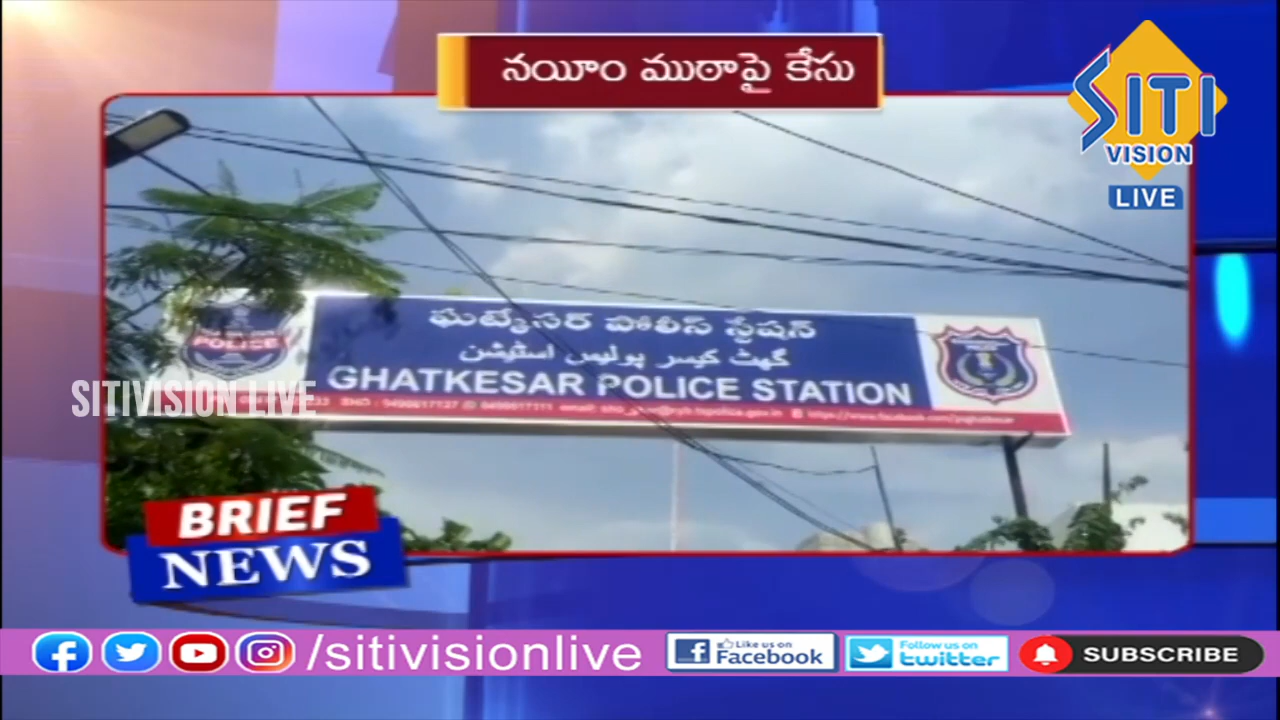 నయీం ముఠాపై కేసు
SITI
VISION
LIVE
ఘట్కేసర్ పోలీస్ స్టేషన్
گھٹ کیسر پولیس اسٹیشن
POLICE
GHATKESAR POLICE STATION
SITIVISION LIVE
BRIEF
NEWS
/sitivisionlive
Like us on
Facebook
Follow us on
twitter
SUBSCRIBE